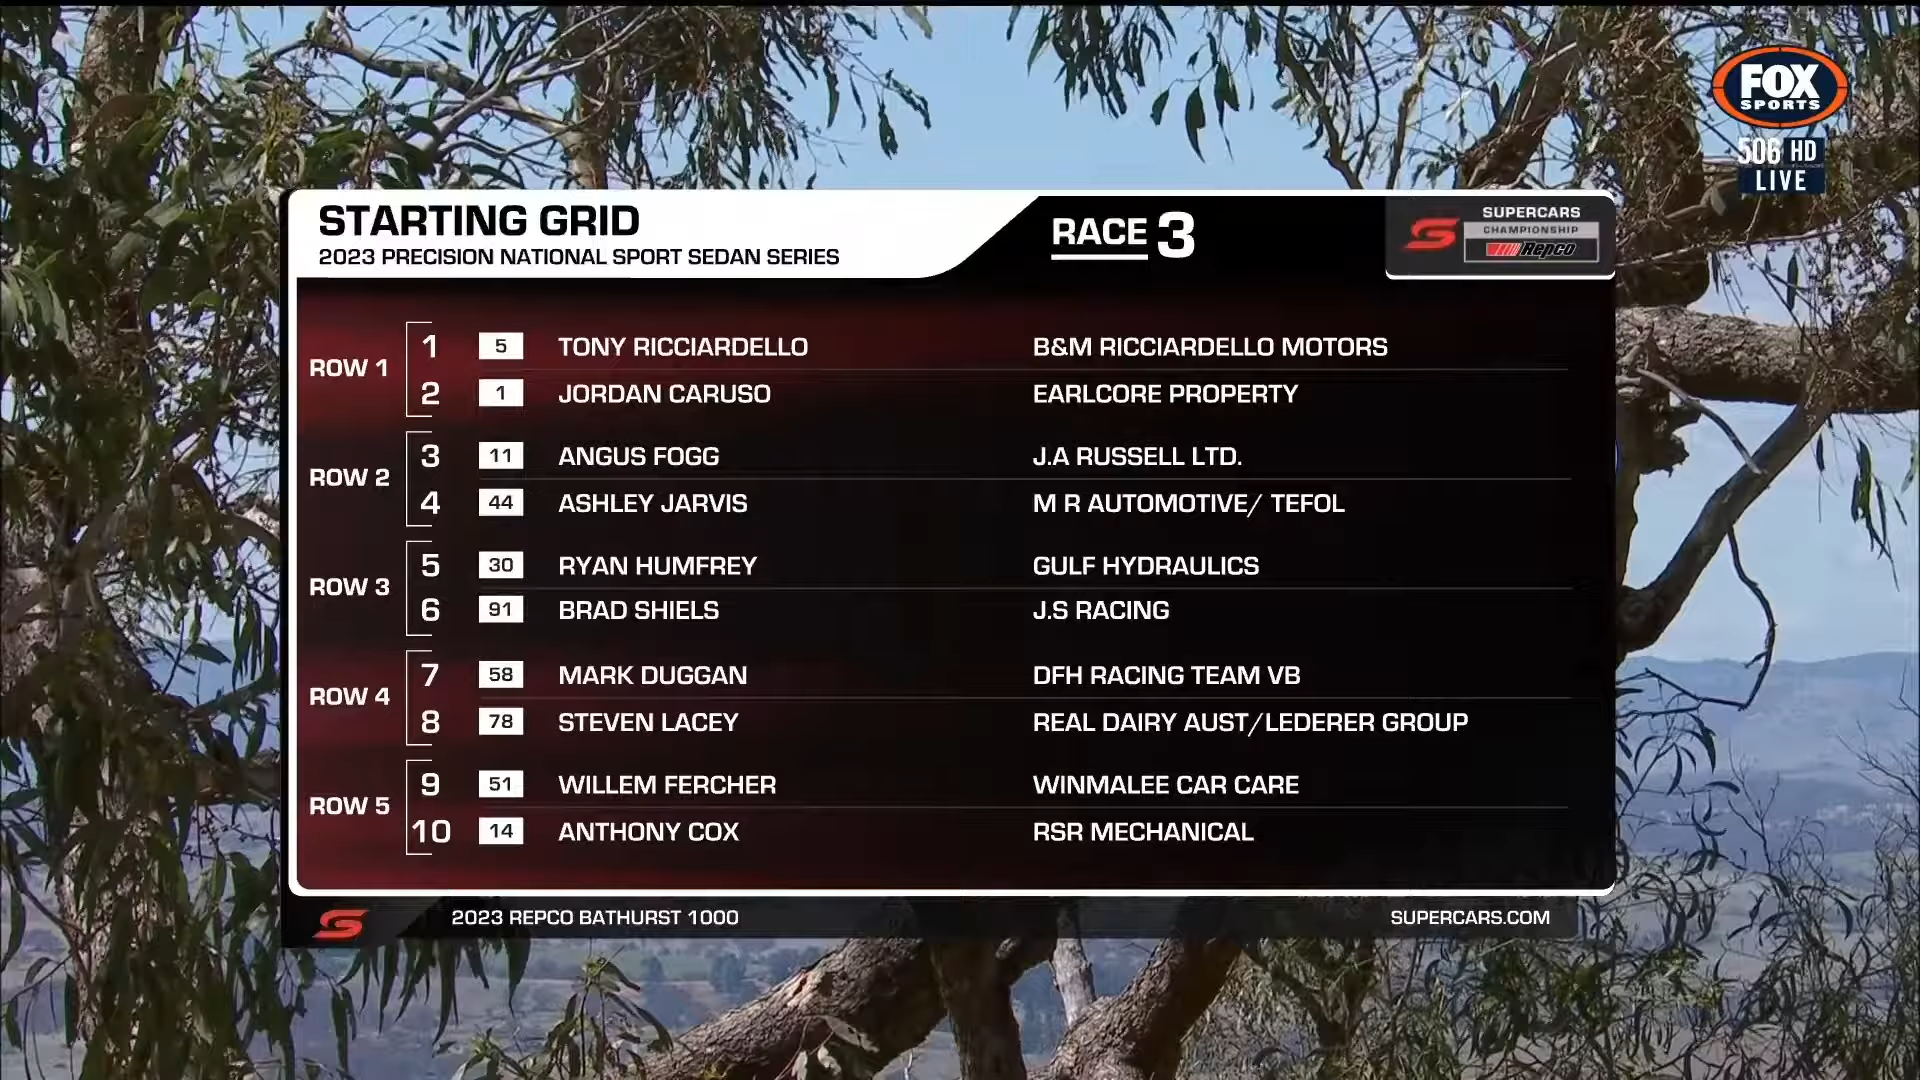 FOX
SPORTS
506 HD
LIVE
STARTING GRID
2023 PRECISION NATIONAL SPORT SEDAN SERIES
RACE 3
SUPERCARS
CHAMPIONSHIP
Repco
ROW 1
1 5 TONY RICCIARDELLO B&M RICCIARDELLO MOTORS
2 1 JORDAN CARUSO EARLCORE PROPERTY
ROW 2
3 11 ANGUS FOGG J.A RUSSELL LTD.
4 44 ASHLEY JARVIS M R AUTOMOTIVE/ TEFOL
ROW 3
5 30 RYAN HUMFREY GULF HYDRAULICS
6 91 BRAD SHIELS J.S RACING
ROW 4
7 58 MARK DUGGAN DFH RACING TEAM VB
8 78 STEVEN LACEY REAL DAIRY AUST/LEDERER GROUP
ROW 5
9 51 WILLEM FERCHER WINMALEE CAR CARE
10 14 ANTHONY COX RSR MECHANICAL
2023 REPCO BATHURST 1000
SUPERCARS.COM